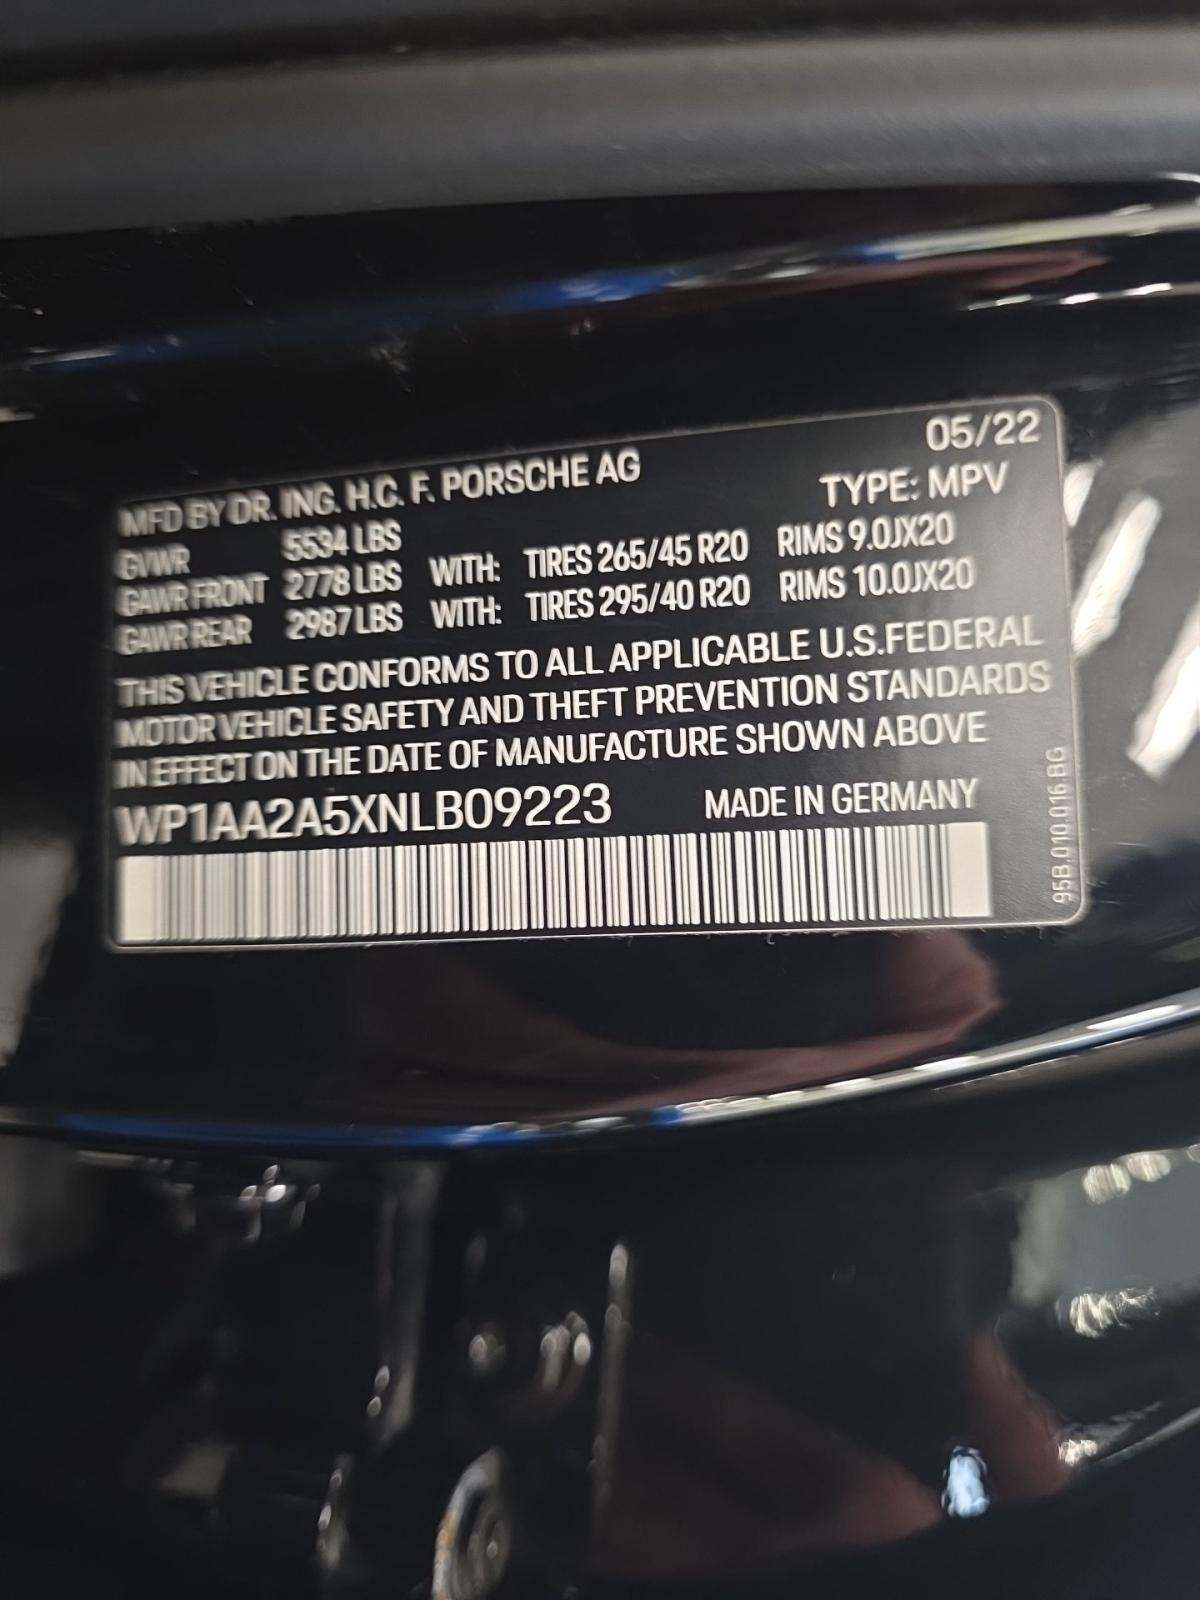 05/22
MFD BY DR. ING. H.C. F. PORSCHE AG
TYPE: MPV
GVWR 5534 LBS
GAWR FRONT 2778 LBS WITH: TIRES 265/45 R20 RIMS 9.0JX20
GAWR REAR 2987 LBS WITH: TIRES 295/40 R20 RIMS 10.0JX20
THIS VEHICLE CONFORMS TO ALL APPLICABLE U.S.FEDERAL
MOTOR VEHICLE SAFETY AND THEFT PREVENTION STANDARDS
IN EFFECT ON THE DATE OF MANUFACTURE SHOWN ABOVE
WP1AA2A5XNLB09223 MADE IN GERMANY
95B.010.016.BG